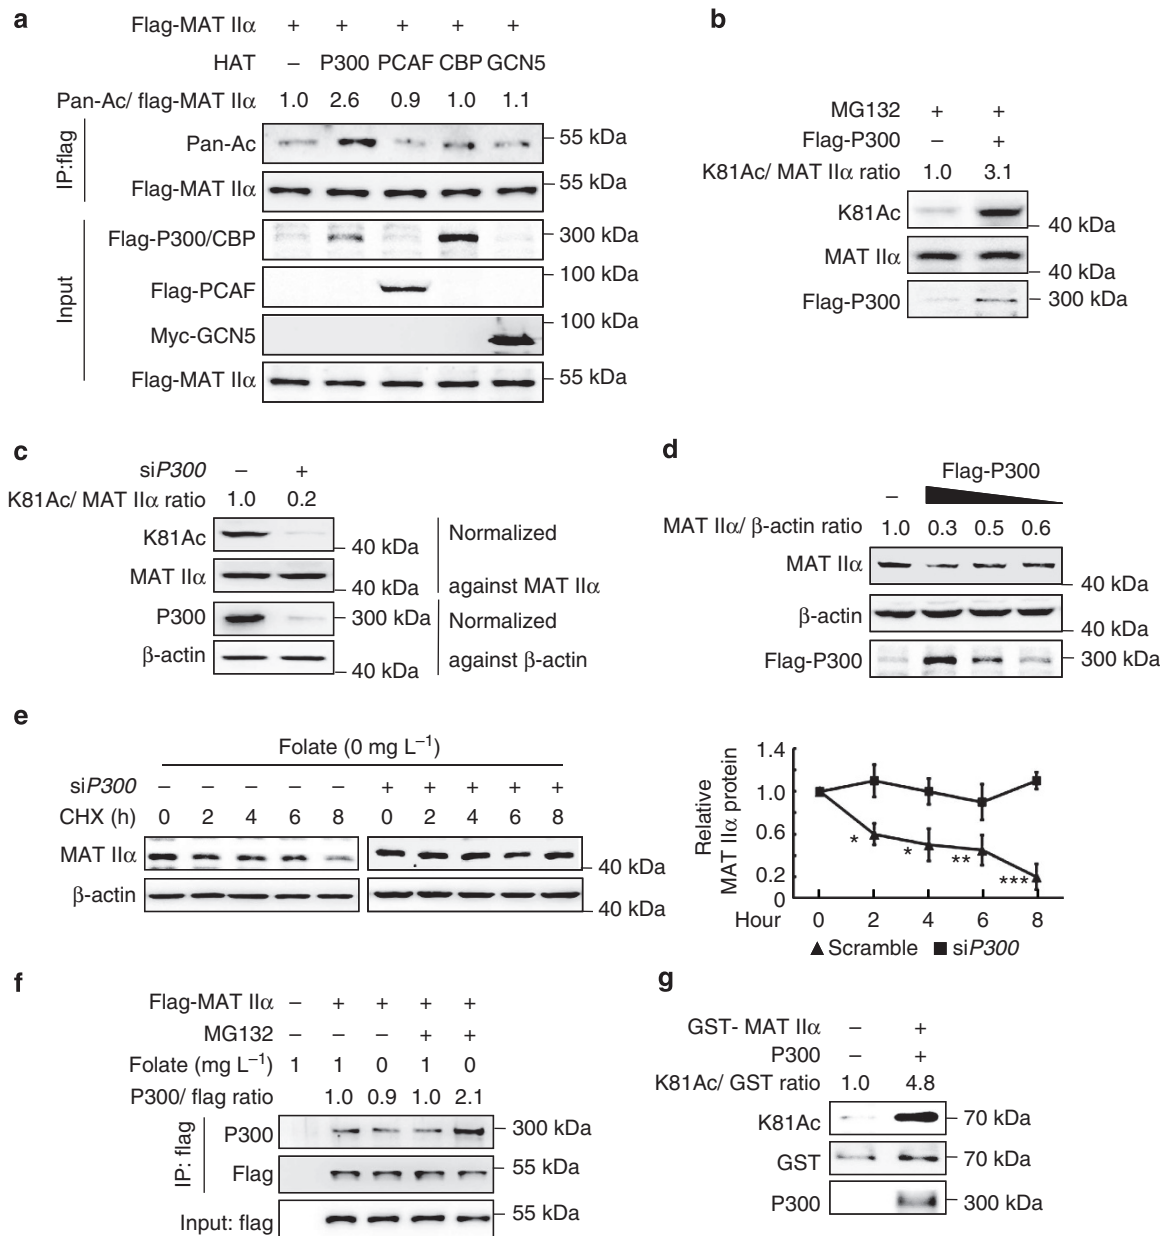 a
Flag-MAT IIα + + + + +
HAT – P300 PCAF CBP GCN5
Pan-Ac/ flag-MAT IIα 1.0 2.6 0.9 1.0 1.1
IP:flag
Pan-Ac 55 kDa
Flag-MAT IIα 55 kDa
Input
Flag-P300/CBP 300 kDa
Flag-PCAF 100 kDa
Myc-GCN5 100 kDa
Flag-MAT IIα 55 kDa
b
MG132 + +
Flag-P300 – +
K81Ac/ MAT IIα ratio 1.0 3.1
K81Ac 40 kDa
MAT IIα 40 kDa
Flag-P300 300 kDa
c
siP300 – +
K81Ac/ MAT IIα ratio 1.0 0.2
K81Ac 40 kDa
MAT IIα 40 kDa
Normalized
against MAT IIα
P300 300 kDa
β-actin 40 kDa
Normalized
against β-actin
d
Flag-P300
–
MAT IIα/ β-actin ratio 1.0 0.3 0.5 0.6
MAT IIα 40 kDa
β-actin 40 kDa
Flag-P300 300 kDa
e
Folate (0 mg L⁻¹)
siP300 – – – – – + + + + +
CHX (h) 0 2 4 6 8 0 2 4 6 8
MAT IIα 40 kDa
β-actin 40 kDa
Relative
MAT IIα protein
1.4
1.0
0.6
0.2
0
* * ** ***
Hour 0 2 4 6 8
▲ Scramble ■ siP300
f
Flag-MAT IIα – + + + +
MG132 – – – + +
Folate (mg L⁻¹) 1 1 0 1 0
P300/ flag ratio 1.0 0.9 1.0 2.1
IP: flag
P300 300 kDa
Flag 55 kDa
Input: flag 55 kDa
g
GST- MAT IIα – +
P300 – +
K81Ac/ GST ratio 1.0 4.8
K81Ac 70 kDa
GST 70 kDa
P300 300 kDa